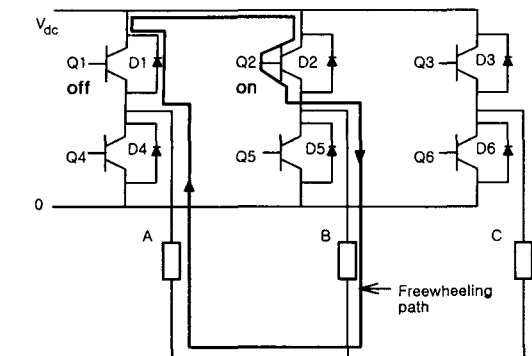 Vdc
Q1 D1 Q2 D2 Q3 D3
off on
Q4 D4 Q5 D5 Q6 D6
0
A B C
Freewheeling
path